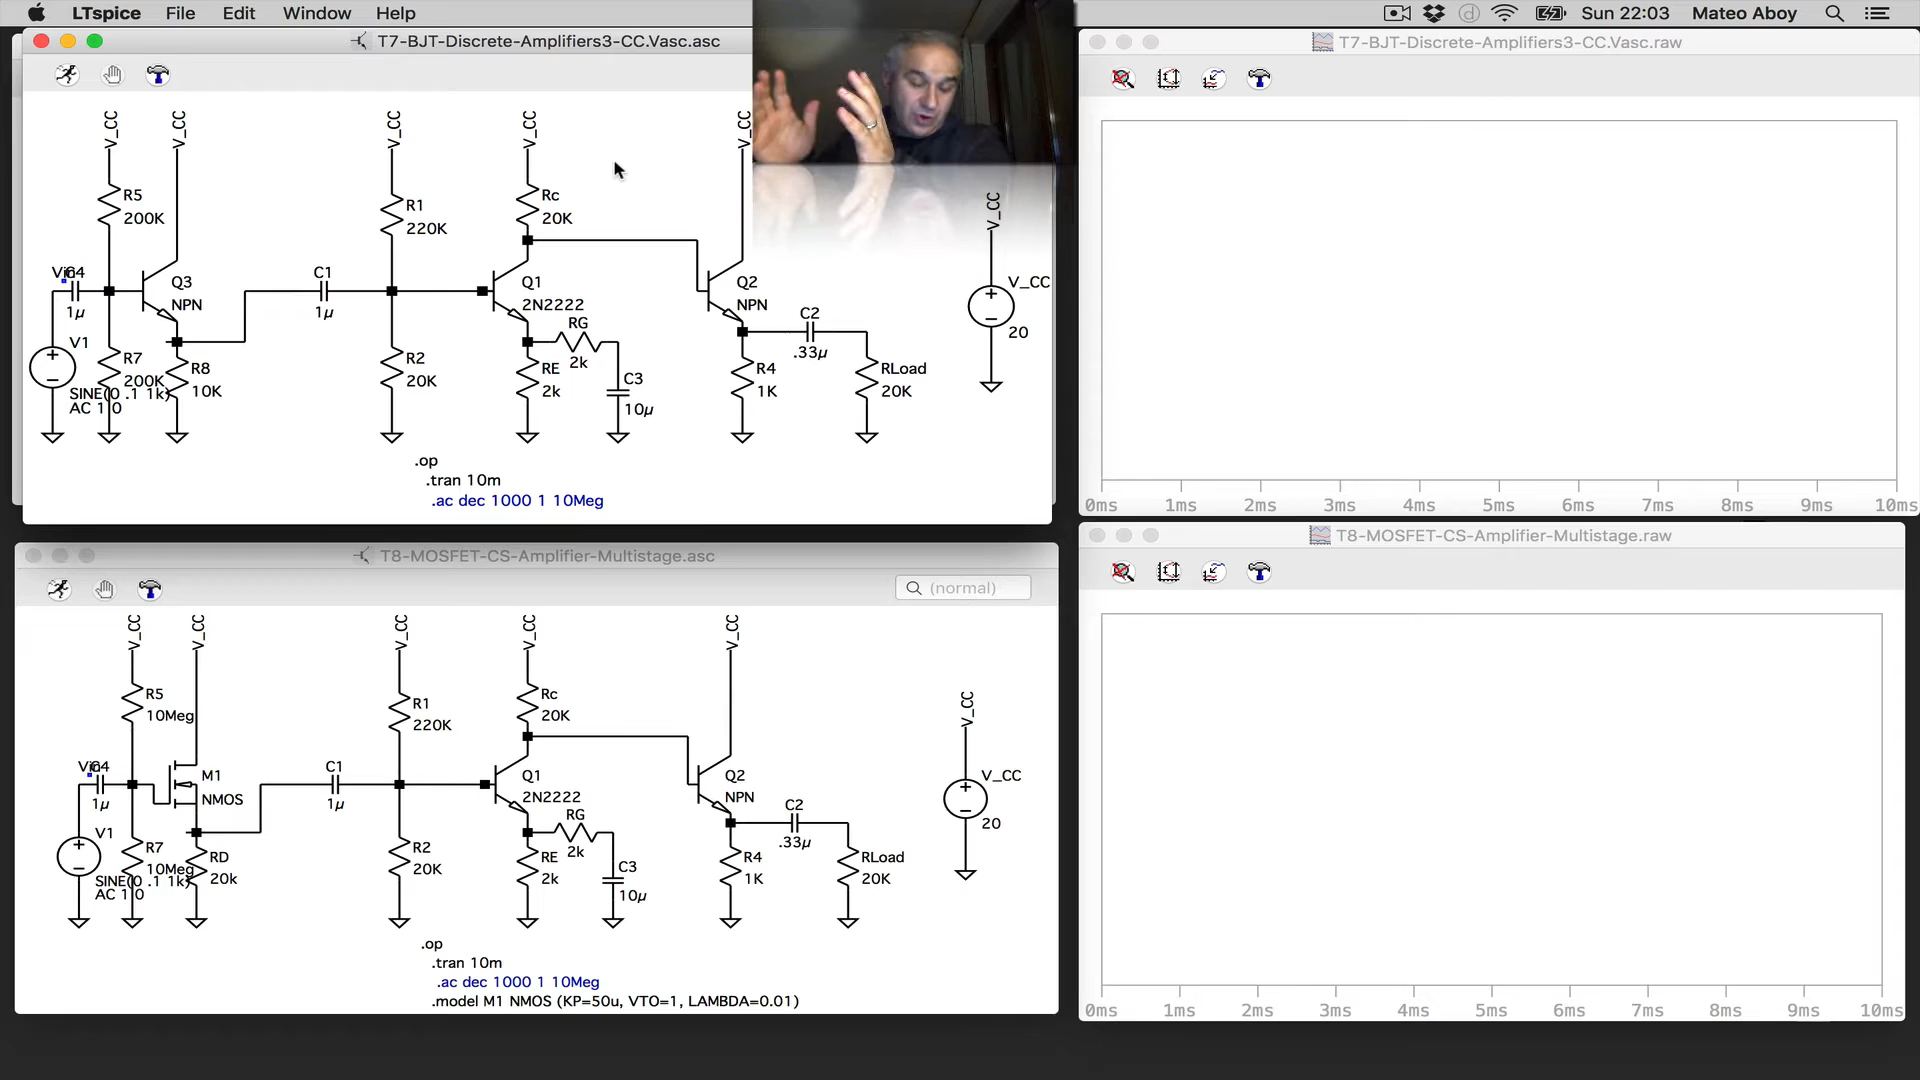 LTspice File Edit Window Help
Sun 22:03 Mateo Aboy
T7-BJT-Discrete-Amplifiers3-CC.Vasc.asc
V_CC V_CC V_CC V_CC V_CC
R5
200K
R1
220K
Rc
20K
V_CC
V_CC
20
C4
1µ
Q3
NPN
C1
1µ
Q1
2N2222
Q2
NPN
RG
2k
C2
.33µ
V1
R7
200K
SINE(0 .1 1k)
AC 1 0
R8
10K
R2
20K
RE
2k
C3
10µ
R4
1K
RLoad
20K
.op
.tran 10m
.ac dec 1000 1 10Meg
T7-BJT-Discrete-Amplifiers3-CC.Vasc.raw
0ms 1ms 2ms 3ms 4ms 5ms 6ms 7ms 8ms 9ms 10ms
T8-MOSFET-CS-Amplifier-Multistage.asc
(normal)
V_CC V_CC V_CC V_CC V_CC
R5
10Meg
R1
220K
Rc
20K
V_CC
V_CC
20
C4
1µ
M1
NMOS
C1
1µ
Q1
2N2222
Q2
NPN
RG
2k
C2
.33µ
V1
R7
10Meg
SINE(0 .1 1k)
AC 1 0
RD
20k
R2
20K
RE
2k
C3
10µ
R4
1K
RLoad
20K
.op
.tran 10m
.ac dec 1000 1 10Meg
.model M1 NMOS (KP=50u, VTO=1, LAMBDA=0.01)
T8-MOSFET-CS-Amplifier-Multistage.raw
0ms 1ms 2ms 3ms 4ms 5ms 6ms 7ms 8ms 9ms 10ms